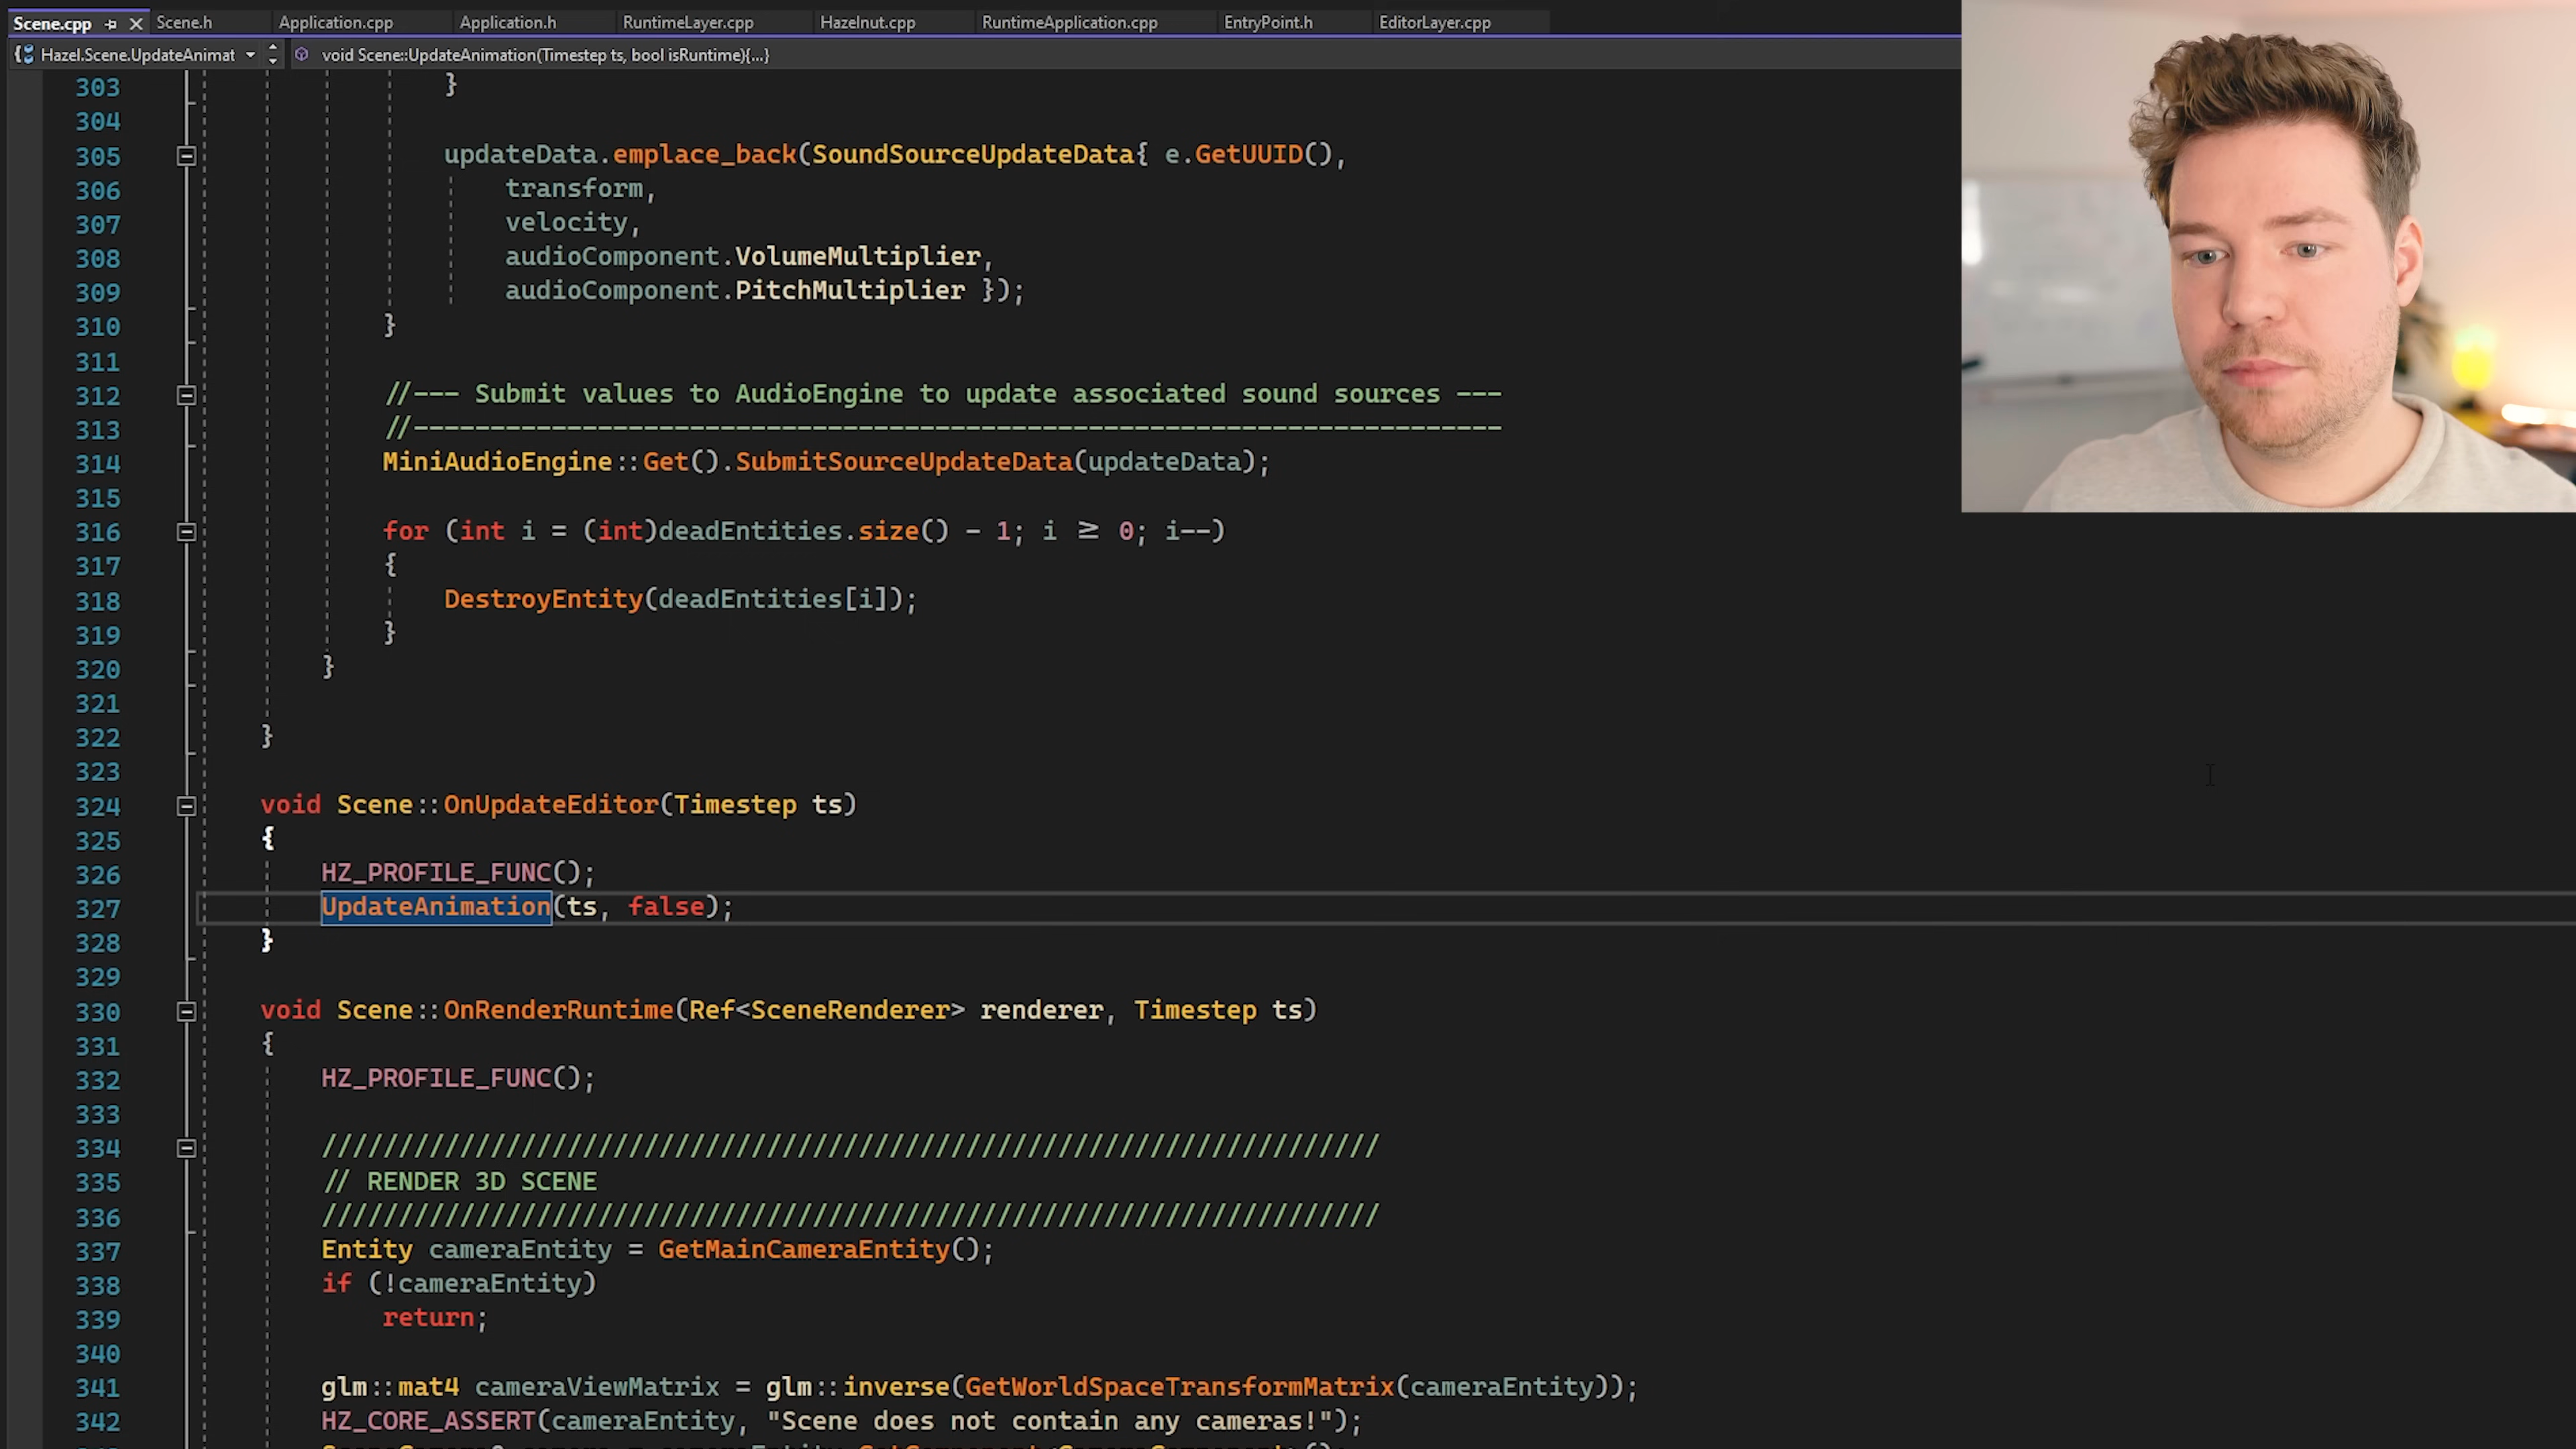 Scene.cpp Scene.h Application.cpp Application.h RuntimeLayer.cpp Hazelnut.cpp RuntimeApplication.cpp EntryPoint.h EditorLayer.cpp
Hazel.Scene.UpdateAnimat void Scene::UpdateAnimation(Timestep ts, bool isRuntime){...}
303 }
304
305 updateData.emplace_back(SoundSourceUpdateData{ e.GetUUID(),
306 transform,
307 velocity,
308 audioComponent.VolumeMultiplier,
309 audioComponent.PitchMultiplier });
310 }
311
312 //--- Submit values to AudioEngine to update associated sound sources ---
313 //-----------------------------------------------------------------------
314 MiniAudioEngine::Get().SubmitSourceUpdateData(updateData);
315
316 for (int i = (int)deadEntities.size() - 1; i ≥ 0; i--)
317 {
318 DestroyEntity(deadEntities[i]);
319 }
320 }
321
322 }
323
324 void Scene::OnUpdateEditor(Timestep ts)
325 {
326 HZ_PROFILE_FUNC();
327 UpdateAnimation(ts, false);
328 }
329
330 void Scene::OnRenderRuntime(Ref<SceneRenderer> renderer, Timestep ts)
331 {
332 HZ_PROFILE_FUNC();
333
334 /////////////////////////////////////////////////////////////////////
335 // RENDER 3D SCENE
336 /////////////////////////////////////////////////////////////////////
337 Entity cameraEntity = GetMainCameraEntity();
338 if (!cameraEntity)
339 return;
340
341 glm::mat4 cameraViewMatrix = glm::inverse(GetWorldSpaceTransformMatrix(cameraEntity));
342 HZ_CORE_ASSERT(cameraEntity, "Scene does not contain any cameras!");